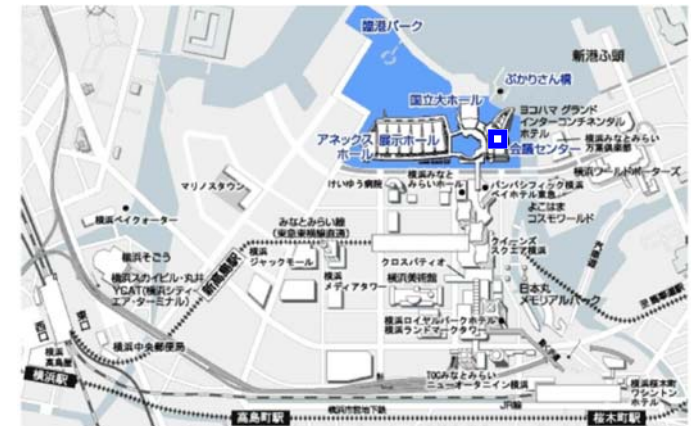 臨港パーク
新港ふ頭
ぷかりさん橋
国立大ホール
ヨコハマ グランド
インターコンチネンタル
ホテル
アネックス
ホール
展示ホール
会議センター
横浜みなとみらい
万葉倶楽部
横浜ワールドポーターズ
けいゆう病院
横浜みなと
みらいホール
パンパシフィック横浜
ベイホテル東急
マリノスタウン
よこはま
コスモワールド
横浜ベイクォーター
みなとみらい線
(東急東横線直通)
新高島駅
クイーンズ
スクエア横浜
横浜そごう
横浜
ジャックモール
クロスパティオ
横浜スカイビル・丸井
YCAT(横浜シティ・
エア・ターミナル)
横浜
メディアタワー
横浜美術館
日本丸
メモリアルパーク
至馬車道駅
東口
西口
横浜ロイヤルパークホテル
横浜ランドマークタワー
横浜中央郵便局
横浜
高島屋
TOCみなとみらい
ニューオータニイン横浜
横浜駅
横浜桜木町
ワシントン
ホテル
JR線
横浜市営地下鉄
高島町駅
桜木町駅